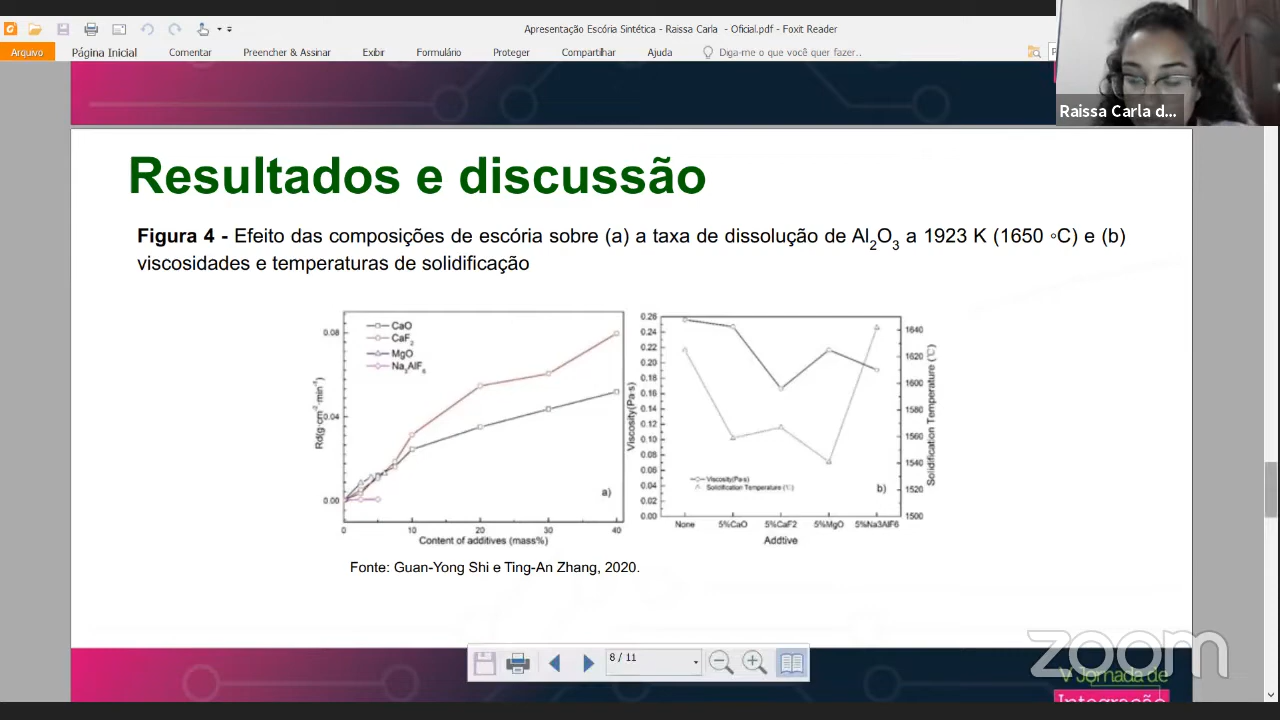 Apresentação Escória Sintética - Raissa Carla - Oficial.pdf - Foxit Reader
Arquivo Página Inicial Comentar Preencher & Assinar Exibir Formulário Proteger Compartilhar Ajuda Diga-me o que você quer fazer..
Raissa Carla d...
Resultados e discussão
Figura 4 - Efeito das composições de escória sobre (a) a taxa de dissolução de Al2O3 a 1923 K (1650 ◦C) e (b)
viscosidades e temperaturas de solidificação
CaO
CaF2
MgO
Na3AlF6
0.08
0.04
0.00
Rd(g·cm⁻²·min⁻¹)
a)
0 10 20 30 40
Content of additives (mass%)
0.26
0.24
0.22
0.20
0.18
0.16
0.14
0.12
0.10
0.08
0.06
0.04
0.02
0.00
Viscosity(Pa·s)
Viscosity(Pa·s)
Solidification Temperature (℃)
b)
None 5%CaO 5%CaF2 5%MgO 5%Na3AlF6
Addtive
1640
1620
1600
1580
1560
1540
1520
1500
Solidification Temperature (℃)
Fonte: Guan-Yong Shi e Ting-An Zhang, 2020.
8 / 11
zoom
V Jornada de
Integração